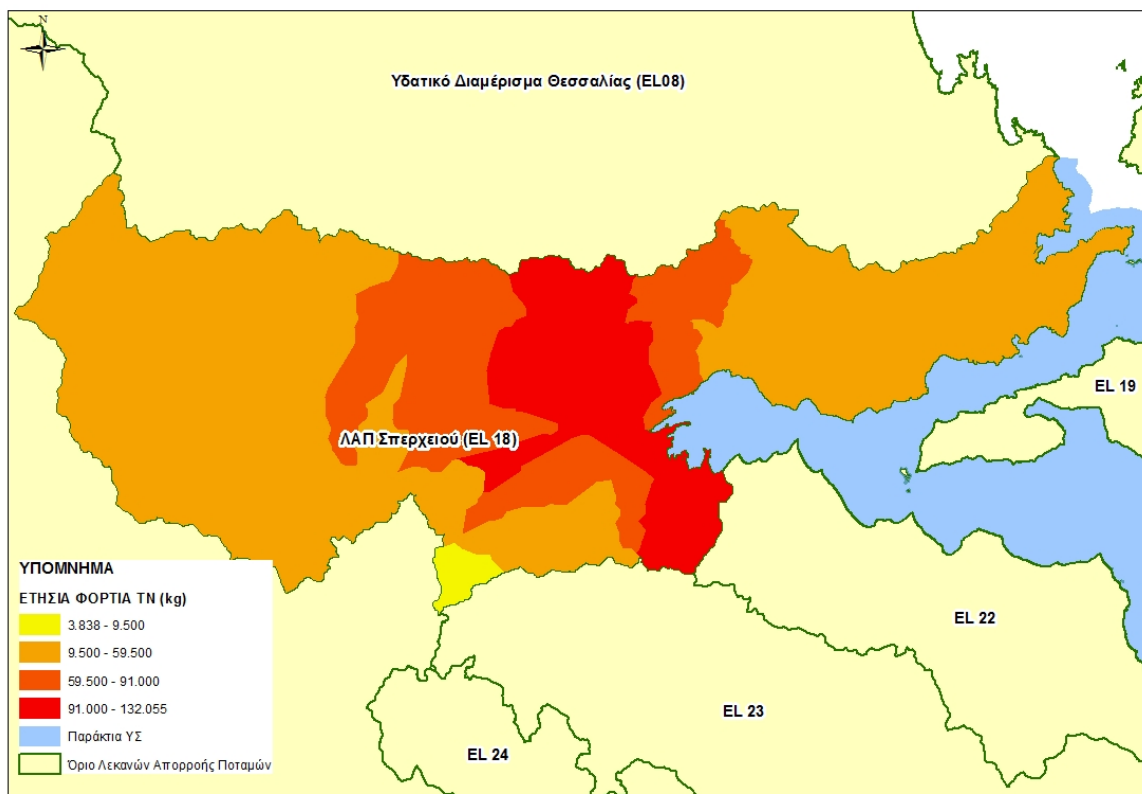 N
Υδατικό Διαμέρισμα Θεσσαλίας (EL08)
EL 19
ΛΑΠ Σπερχειού (EL 18)
EL 22
EL 23
EL 24
ΥΠΟΜΝΗΜΑ
ΕΤΗΣΙΑ ΦΟΡΤΙΑ TN (kg)
3.838 - 9.500
9.500 - 59.500
59.500 - 91.000
91.000 - 132.055
Παράκτια ΥΣ
Όριο Λεκανών Απορροής Ποταμών